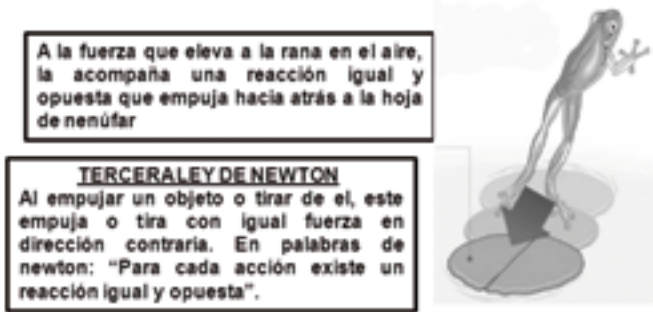 A la fuerza que eleva a la rana en el aire,
la acompaña una reacción igual y
opuesta que empuja hacia atrás a la hoja
de nenúfar
TERCERALEY DE NEWTON
Al empujar un objeto o tirar de el, este
empuja o tira con igual fuerza en
dirección contraria. En palabras de
newton: “Para cada acción existe un
reacción igual y opuesta”.